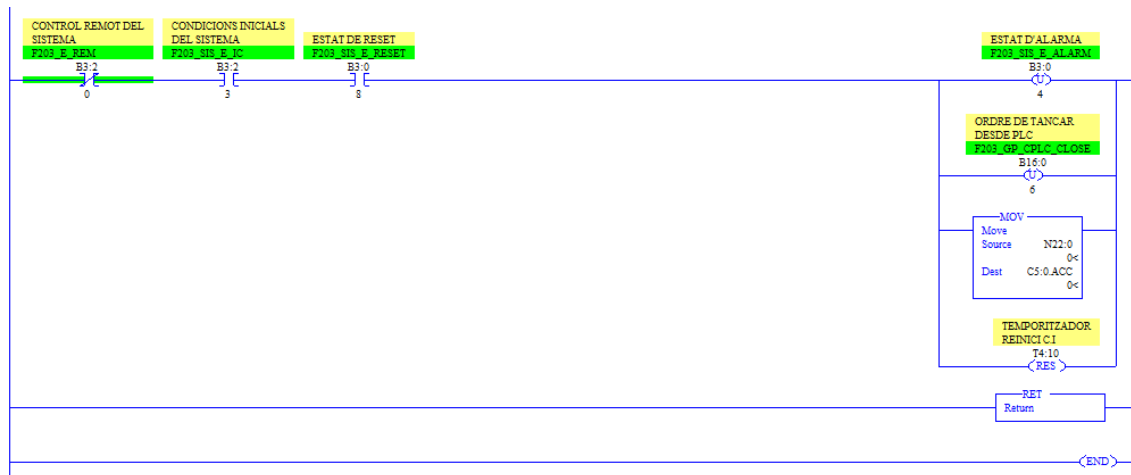 CONTROL REMOT DEL
SISTEMA
F203_E_REM
B3:2
0
CONDICIONS INICIALS
DEL SISTEMA
F203_SIS_E_IC
B3:2
3
ESTAT DE RESET
F203_SIS_E_RESET
B3:0
8
ESTAT D'ALARMA
F203_SIS_E_ALARM
B3:0
U
4
ORDRE DE TANCAR
DESDE PLC
F203_GP_CPLC_CLOSE
B16:0
U
6
MOV
Move
Source N22:0
0<
Dest C5:0.ACC
0<
TEMPORITZADOR
REINICI C.I
T4:10
RES
RET
Return
END